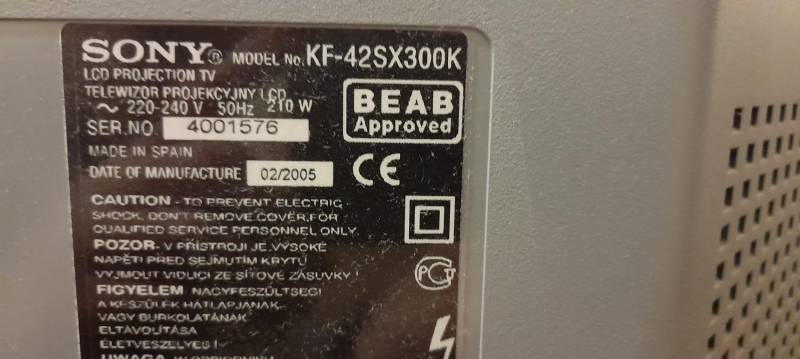 SONY® MODEL No. KF-42SX300K
LCD PROJECTION TV
TELEWIZOR PROJEKCYJNY LCD
~ 220-240 V 50Hz 210 W
BEAB
Approved
SER.NO. 4001576
MADE IN SPAIN
DATE OF MANUFACTURE 02/2005
CE
CAUTION - TO PREVENT ELECTRIC
SHOCK, DON'T REMOVE COVER,FOR
QUALIFIED SERVICE PERSONNEL ONLY.
POZOR- V PŘÍSTROJI JE VYSOKÉ
NAPĚTÍ PŘED SEJMUTÍM KRYTU
VYJMOUT VIDLICI ZE SÍŤOVÉ ZÁSUVKY!
PCT
FIGYELEM NAGYFESZÜLTSÉG!
A KÉSZÜLÉK HÁTLAPJÁNAK
VAGY BURKOLATÁNAK
ELTÁVOLÍTÁSA
ÉLETVESZÉLYES!
UWAGA